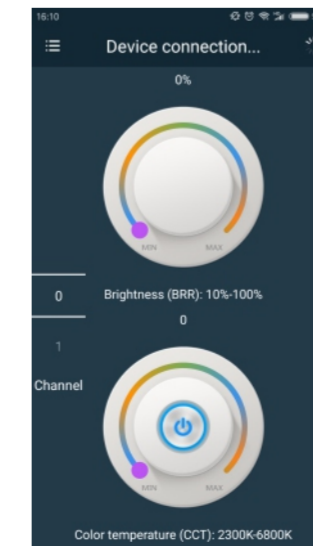 16:10
Device connection...
0%
MIN MAX
Brightness (BRR): 10%-100%
0
0
1
Channel
MIN MAX
Color temperature (CCT): 2300K-6800K